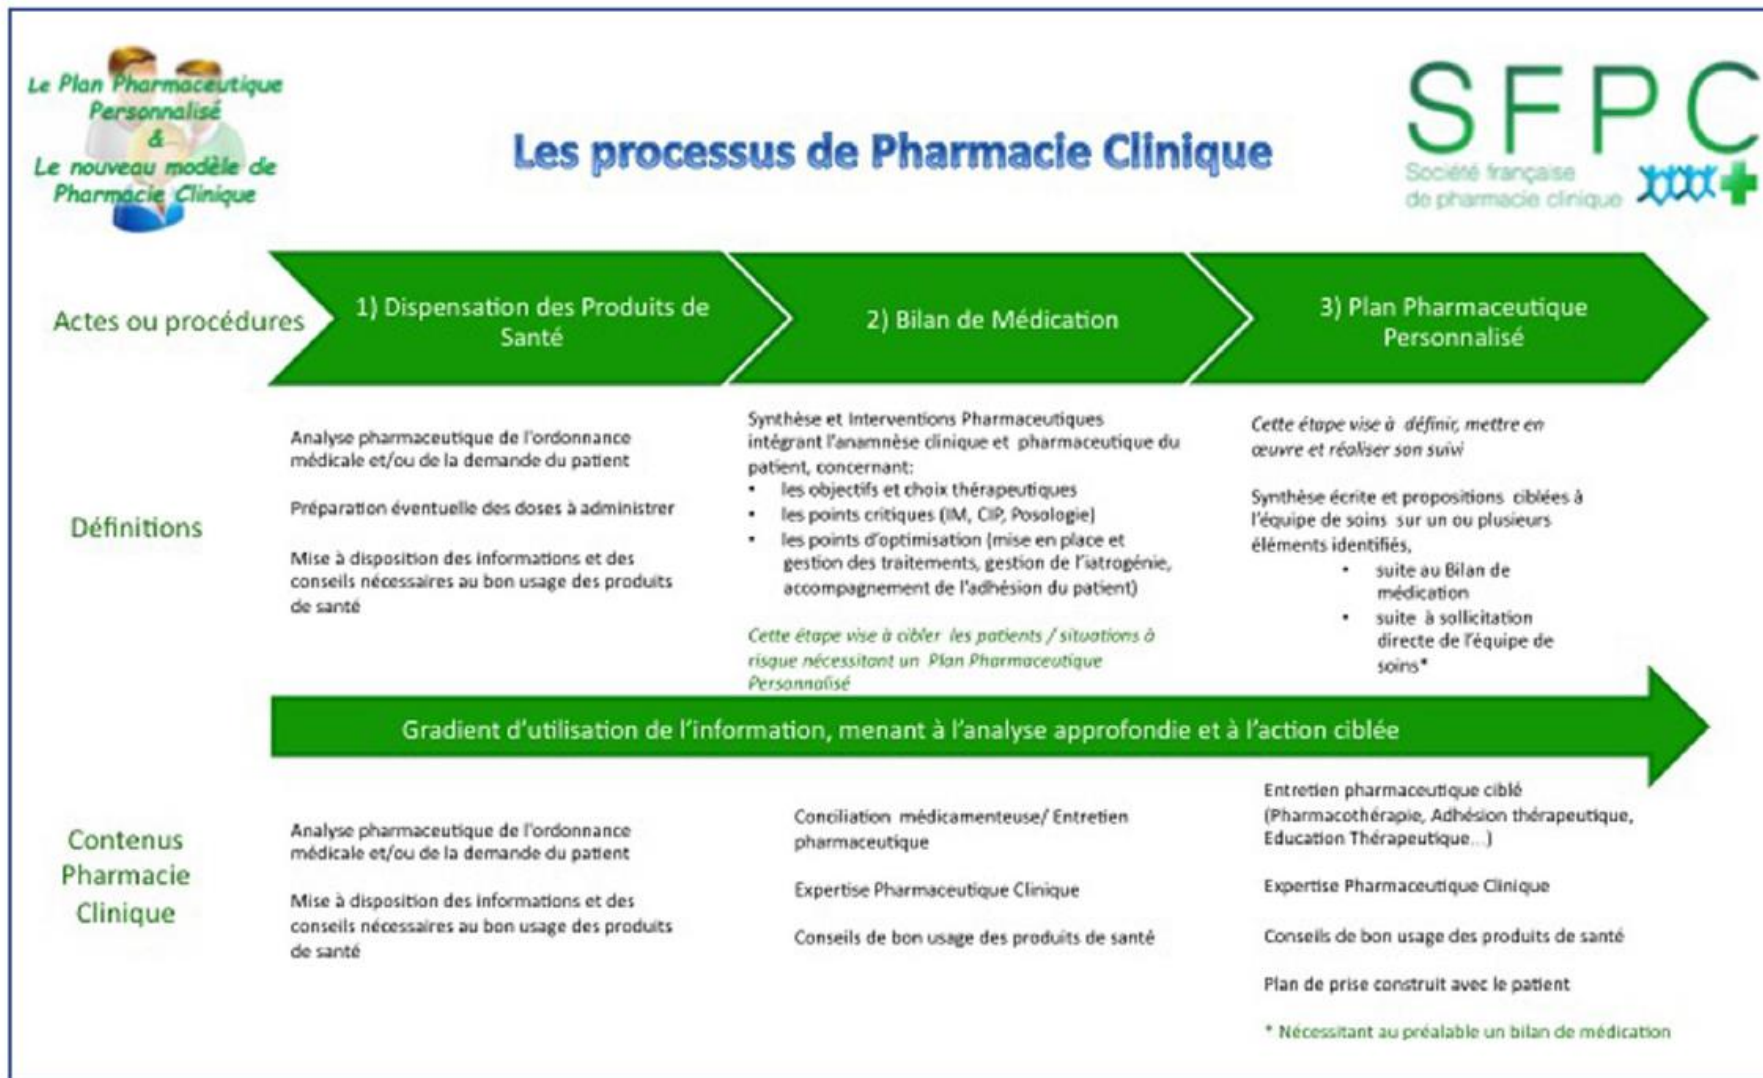 Le Plan Pharmaceutique
Personnalisé
&
Le nouveau modèle de
Pharmacie Clinique
Les processus de Pharmacie Clinique
SFPC
Société française
de pharmacie clinique
Actes ou procédures
1) Dispensation des Produits de
Santé
2) Bilan de Médication
3) Plan Pharmaceutique
Personnalisé
Définitions
Analyse pharmaceutique de l'ordonnance
médicale et/ou de la demande du patient
Préparation éventuelle des doses à administrer
Mise à disposition des informations et des
conseils nécessaires au bon usage des produits
de santé
Synthèse et Interventions Pharmaceutiques
intégrant l'anamnèse clinique et pharmaceutique du
patient, concernant:
• les objectifs et choix thérapeutiques
• les points critiques (IM, CIP, Posologie)
• les points d'optimisation (mise en place et
gestion des traitements, gestion de l'iatrogénie,
accompagnement de l'adhésion du patient)
Cette étape vise à cibler les patients / situations à
risque nécessitant un Plan Pharmaceutique
Personnalisé
Cette étape vise à définir, mettre en
œuvre et réaliser son suivi
Synthèse écrite et propositions ciblées à
l'équipe de soins sur un ou plusieurs
éléments identifiés,
• suite au Bilan de
médication
• suite à sollicitation
directe de l'équipe de
soins*
Gradient d'utilisation de l'information, menant à l'analyse approfondie et à l'action ciblée
Contenus
Pharmacie
Clinique
Analyse pharmaceutique de l'ordonnance
médicale et/ou de la demande du patient
Mise à disposition des informations et des
conseils nécessaires au bon usage des produits
de santé
Conciliation médicamenteuse/ Entretien
pharmaceutique
Expertise Pharmaceutique Clinique
Conseils de bon usage des produits de santé
Entretien pharmaceutique ciblé
(Pharmacothérapie, Adhésion thérapeutique,
Education Thérapeutique...)
Expertise Pharmaceutique Clinique
Conseils de bon usage des produits de santé
Plan de prise construit avec le patient
* Nécessitant au préalable un bilan de médication